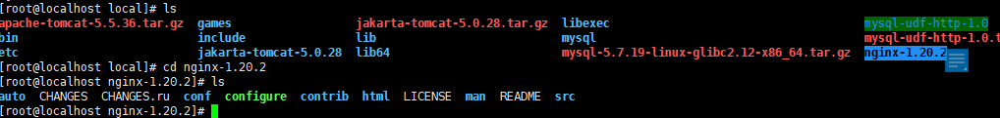 [root@localhost local]# ls
apache-tomcat-5.5.36.tar.gz games jakarta-tomcat-5.0.28.tar.gz libexec mysql-udf-http-1.0
bin include lib mysql mysql-udf-http-1.0.t
etc jakarta-tomcat-5.0.28 lib64 mysql-5.7.19-linux-glibc2.12-x86_64.tar.gz nginx-1.20.2
[root@localhost local]# cd nginx-1.20.2
[root@localhost nginx-1.20.2]# ls
auto CHANGES CHANGES.ru conf configure contrib html LICENSE man README src
[root@localhost nginx-1.20.2]#